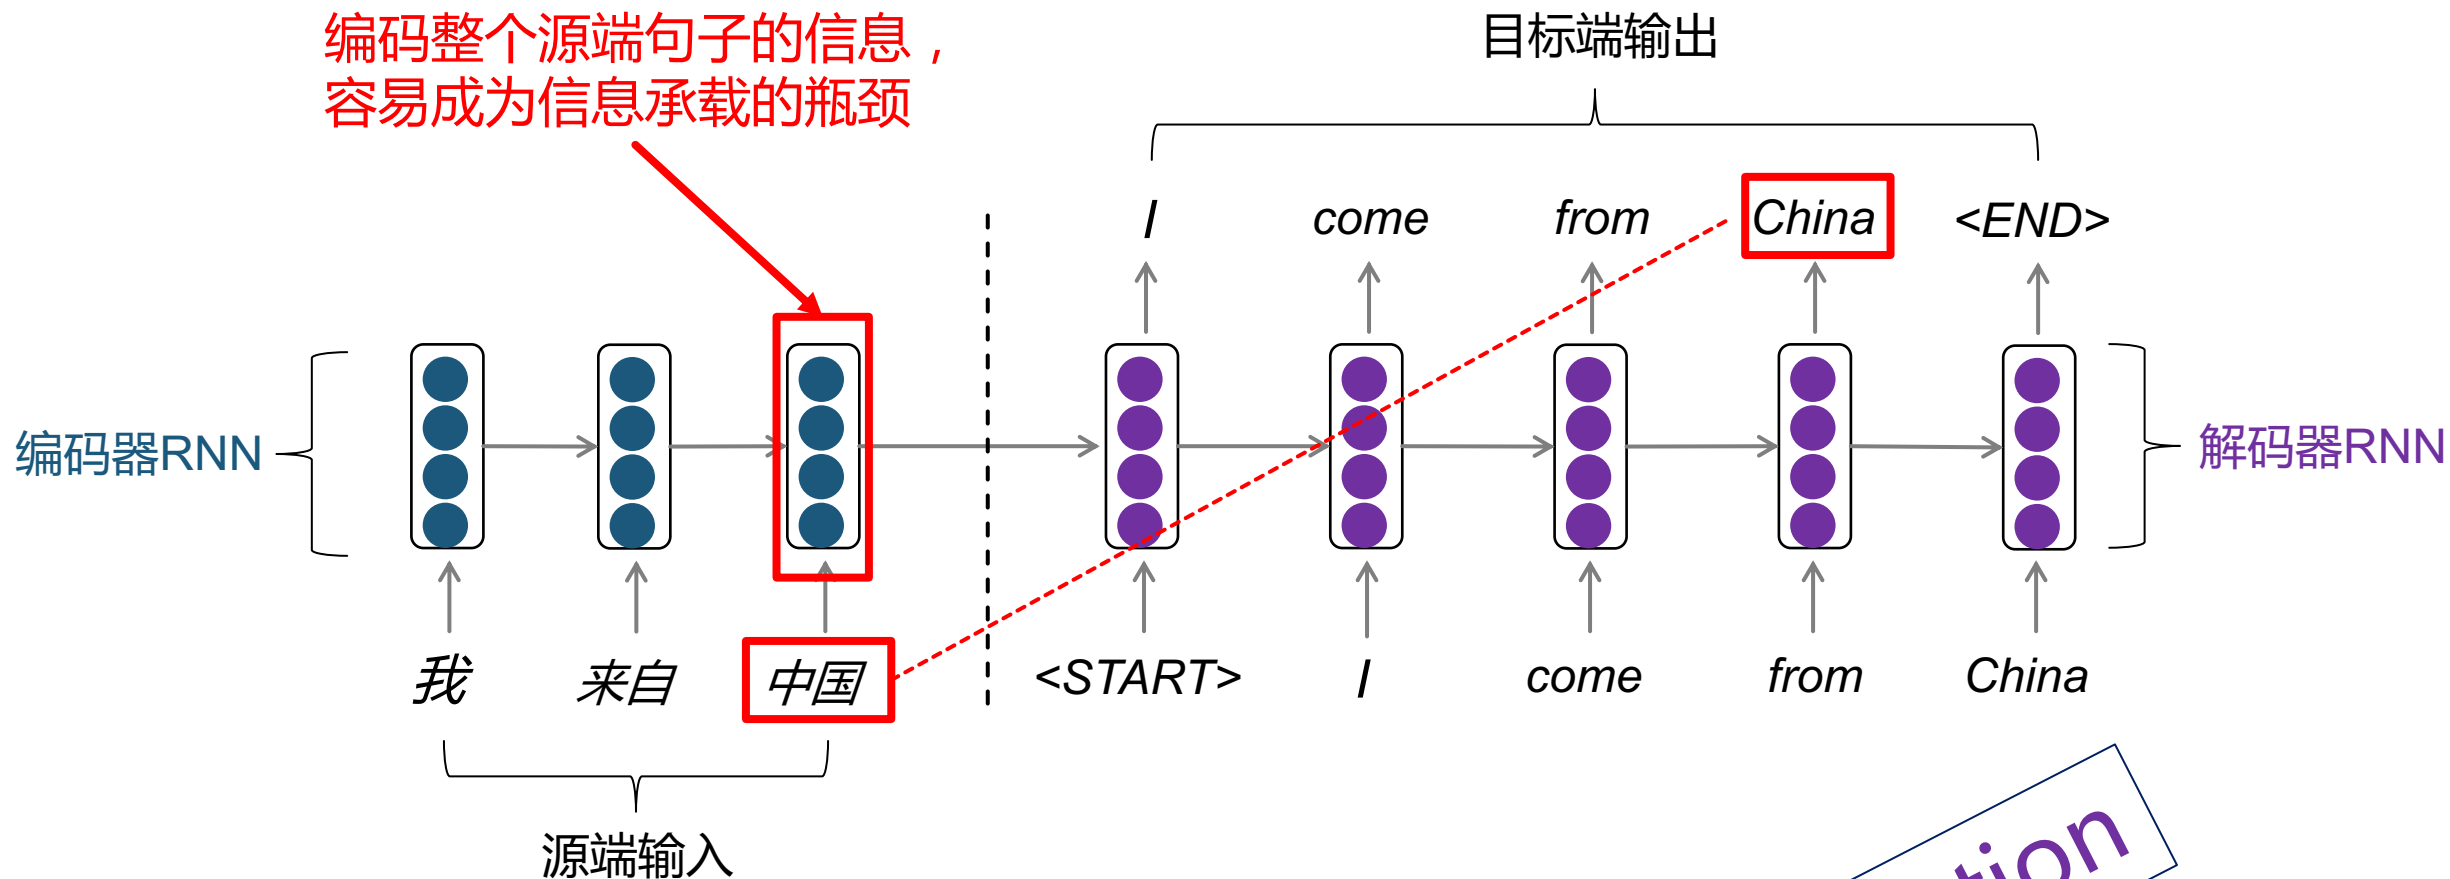 编码整个源端句子的信息，
容易成为信息承载的瓶颈
目标端输出
I come from China <END>
编码器RNN
解码器RNN
我 来自 中国 <START> I come from China
源端输入
tion